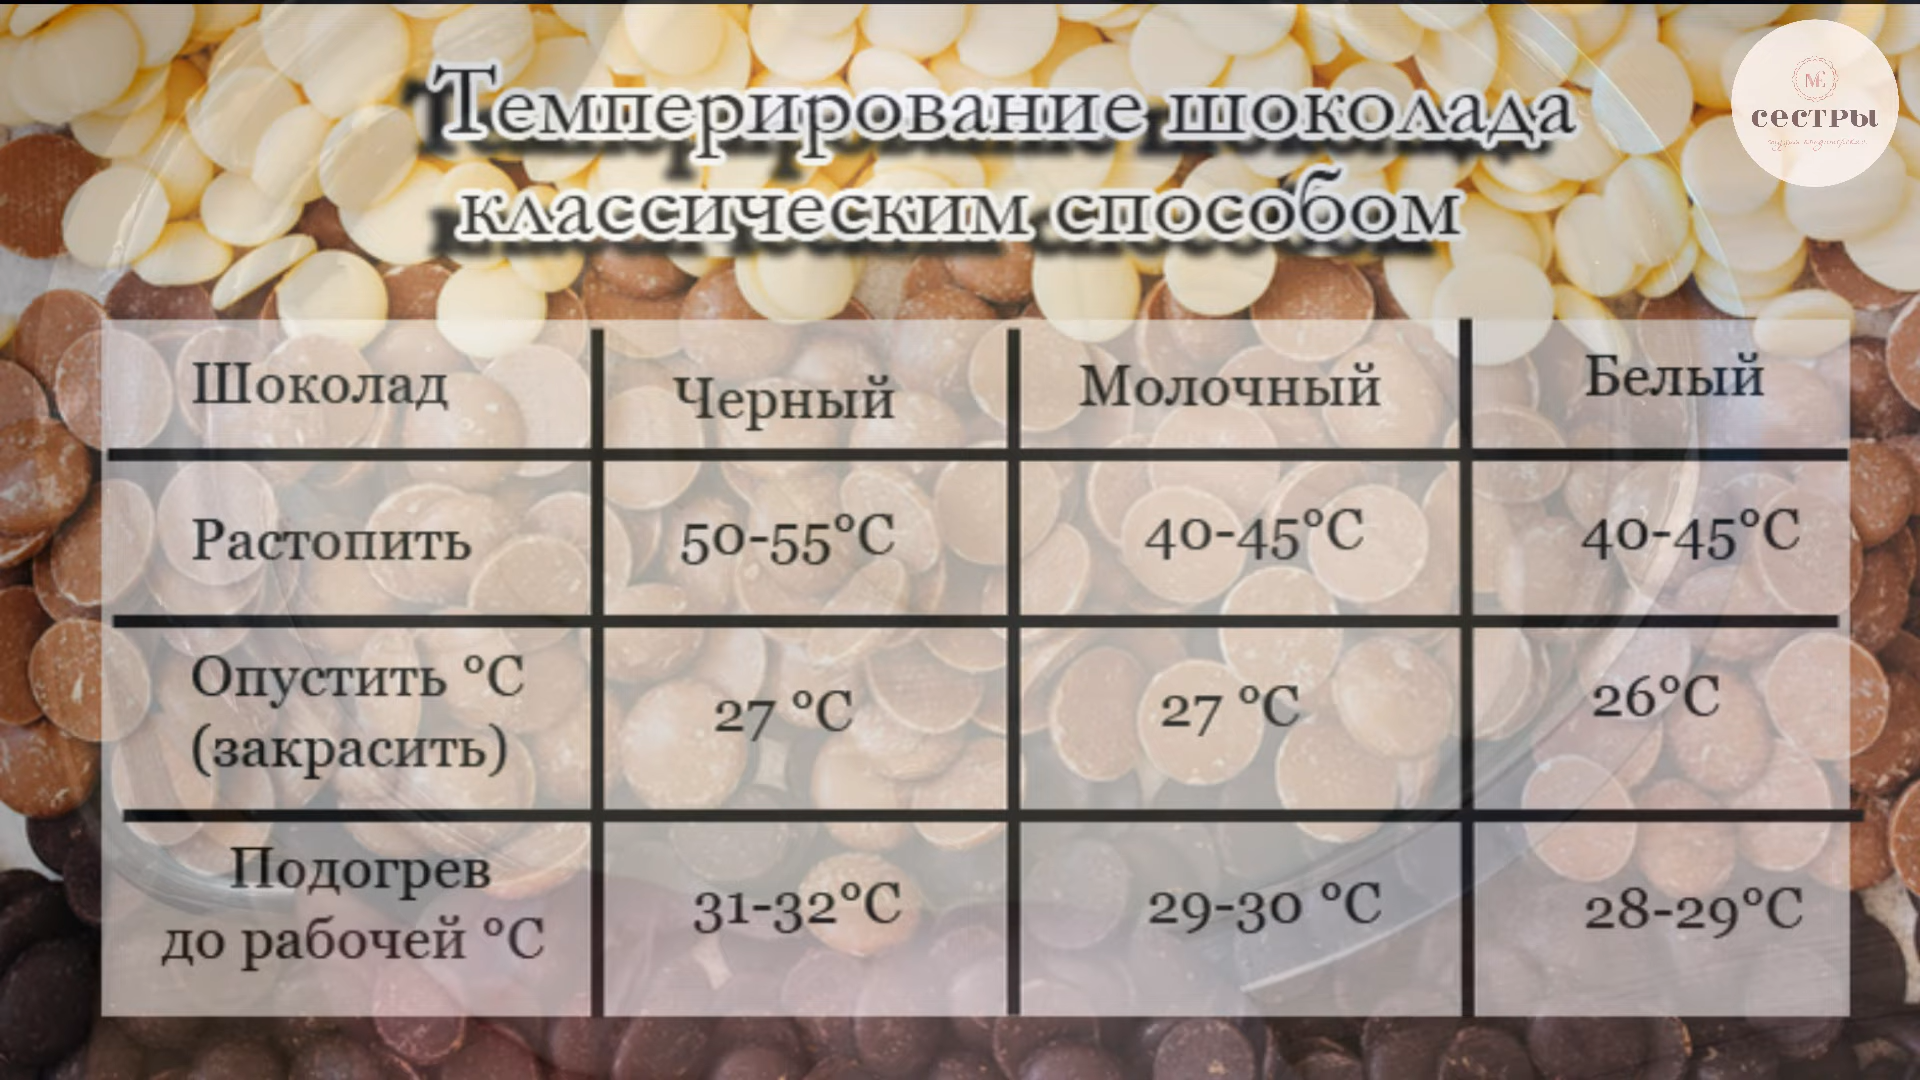 Темперирование шоколада
классическим способом
СЕСТРЫ
Шоколад Черный Молочный Белый
Растопить 50-55°C 40-45°C 40-45°C
Опустить °C
(закрасить) 27 °C 27 °C 26°C
Подогрев
до рабочей °C 31-32°C 29-30 °C 28-29°C